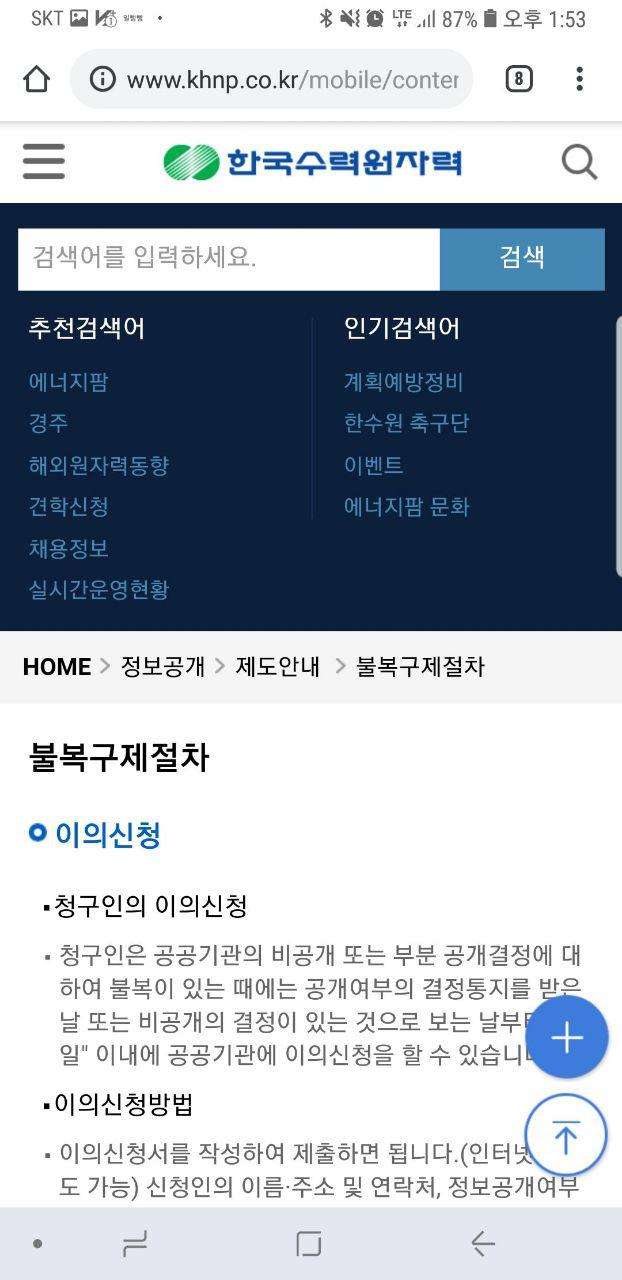 SKT
LTE 87% 오후 1:53
www.khnp.co.kr/mobile/conter
8
한국수력원자력
검색어를 입력하세요. 검색
추천검색어
에너지팜
경주
해외원자력동향
견학신청
채용정보
실시간운영현황
인기검색어
계획예방정비
한수원 축구단
이벤트
에너지팜 문화
HOME > 정보공개 > 제도안내 > 불복구제절차
불복구제절차
이의신청
▪청구인의 이의신청
▪ 청구인은 공공기관의 비공개 또는 부분 공개결정에 대
하여 불복이 있는 때에는 공개여부의 결정통지를 받은
날 또는 비공개의 결정이 있는 것으로 보는 날부터
일" 이내에 공공기관에 이의신청을 할 수 있습니
▪이의신청방법
▪ 이의신청서를 작성하여 제출하면 됩니다.(인터넷
도 가능) 신청인의 이름·주소 및 연락처, 정보공개여부